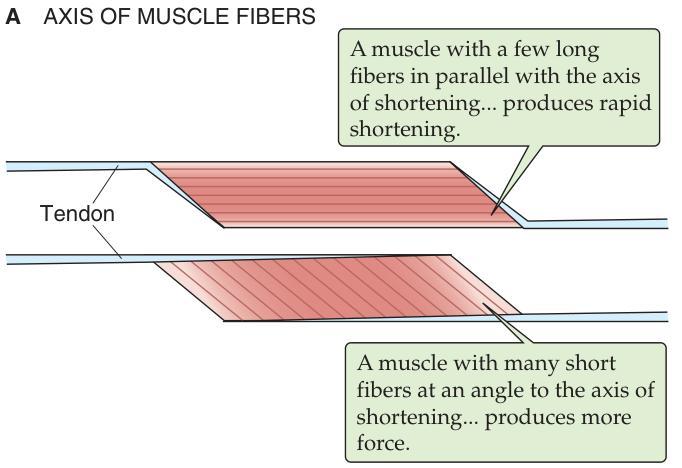 A AXIS OF MUSCLE FIBERS
A muscle with a few long
fibers in parallel with the axis
of shortening... produces rapid
shortening.
Tendon
A muscle with many short
fibers at an angle to the axis of
shortening... produces more
force.